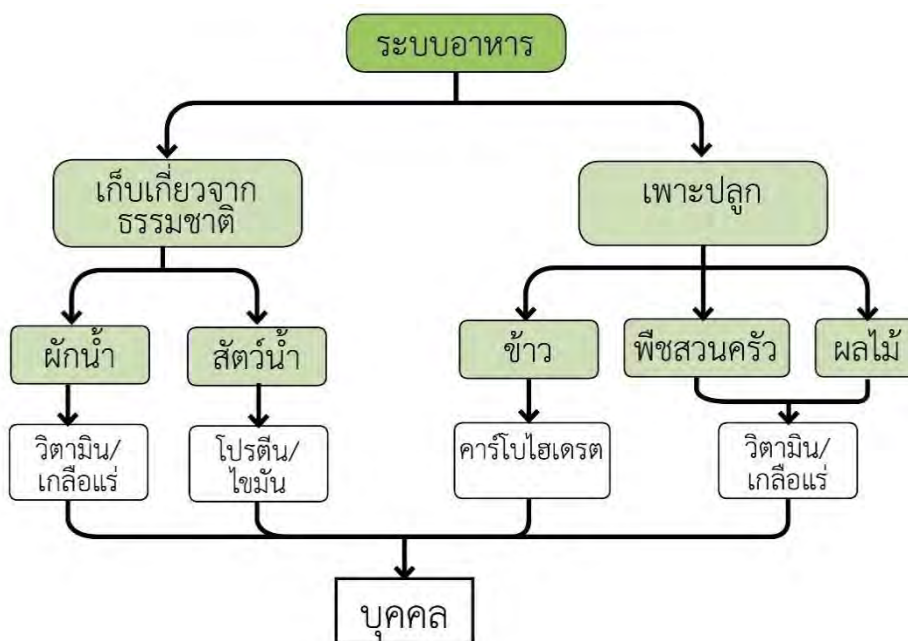 ระบบอาหาร
เก็บเกี่ยวจาก
ธรรมชาติ
เพาะปลูก
ผักน้ำ
สัตว์น้ำ
ข้าว
พืชสวนครัว
ผลไม้
วิตามิน/
เกลือแร่
โปรตีน/
ไขมัน
คาร์โบไฮเดรต
วิตามิน/
เกลือแร่
บุคคล